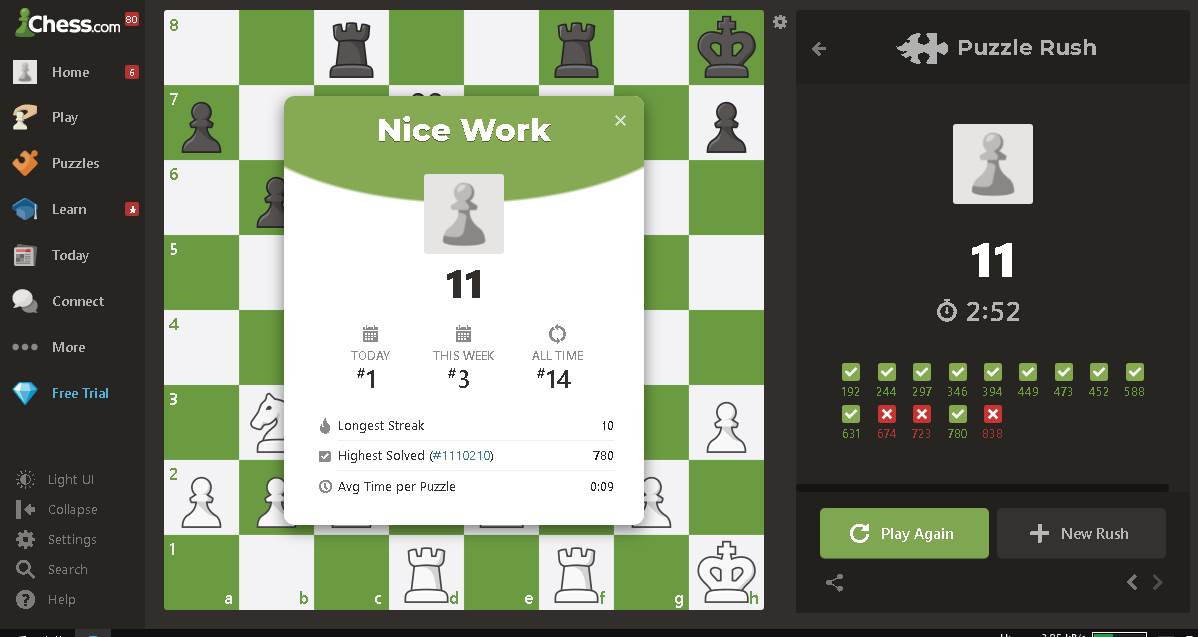 Chess.com 80
Home 6
Play
Puzzles
Learn
Today
Connect
More
Free Trial
Light UI
Collapse
Settings
Search
Help
8
7
6
5
4
3
2
1
a b c d e f g h
Nice Work
11
TODAY THIS WEEK ALL TIME
#1 #3 #14
Longest Streak 10
Highest Solved (#1110210) 780
Avg Time per Puzzle 0:09
Puzzle Rush
11
2:52
192 244 297 346 394 449 473 452 588
631 674 723 780 838
Play Again
New Rush